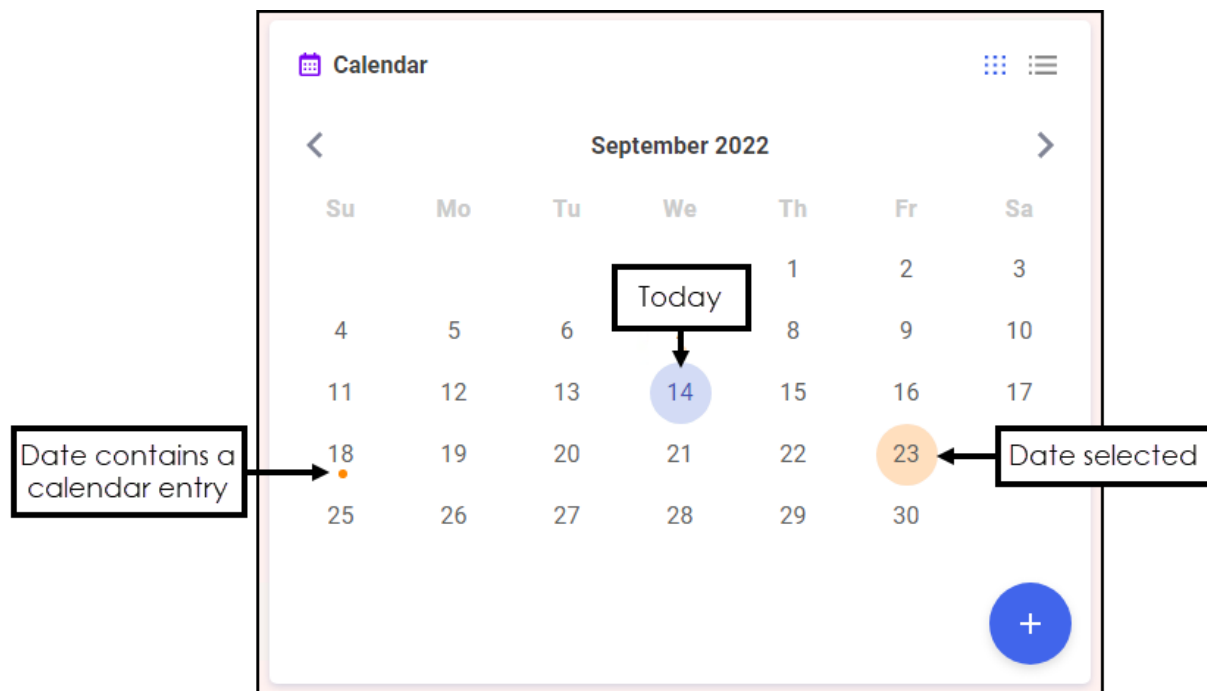 Calendar
September 2022
Su Mo Tu We Th Fr Sa
1 2 3
Today
4 5 6 8 9 10
11 12 13 14 15 16 17
Date contains a
calendar entry
18 19 20 21 22 23
Date selected
25 26 27 28 29 30
+